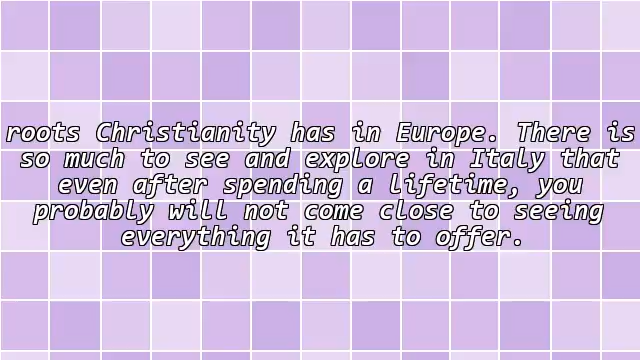 roots Christianity has in Europe. There is
so much to see and explore in Italy that
even after spending a lifetime, you
probably will not come close to seeing
everything it has to offer.